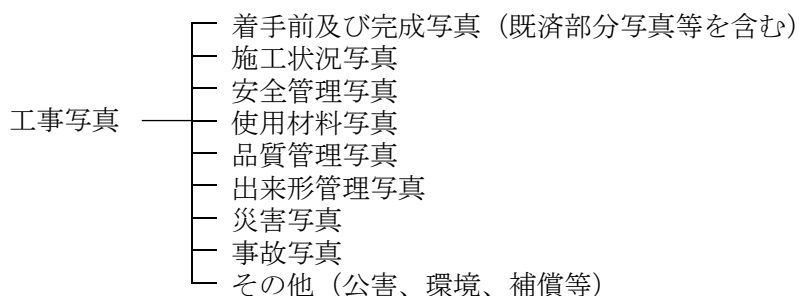 着手前及び完成写真（既済部分写真等を含む）
施工状況写真
安全管理写真
工事写真 使用材料写真
品質管理写真
出来形管理写真
災害写真
事故写真
その他（公害、環境、補償等）